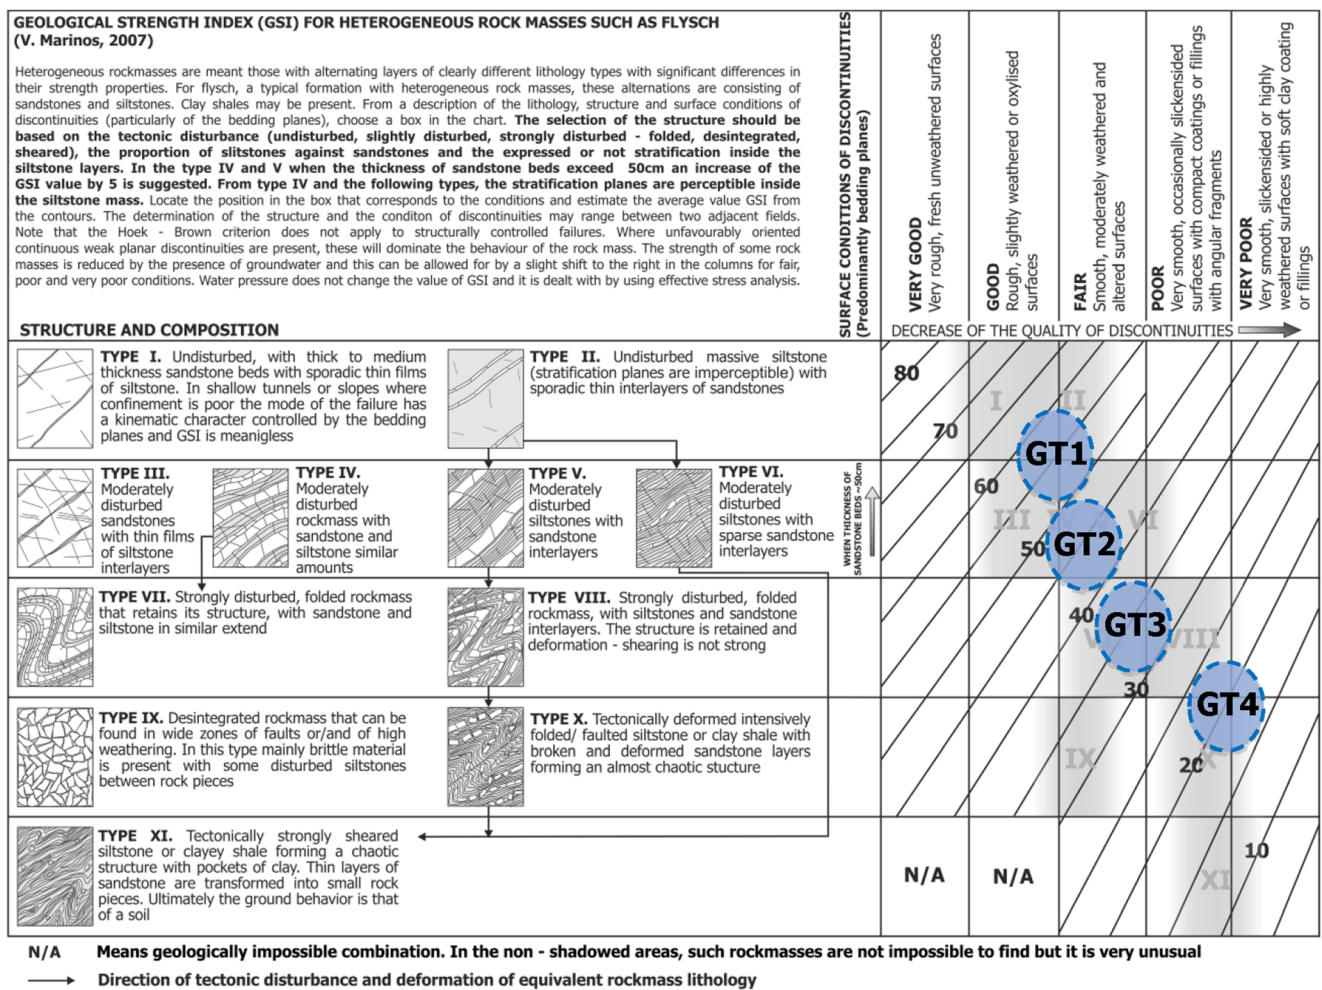 GEOLOGICAL STRENGTH INDEX (GSI) FOR HETEROGENEOUS ROCK MASSES SUCH AS FLYSCH
(V. Marinos, 2007)
Heterogeneous rockmasses are meant those with alternating layers of clearly different lithology types with significant differences in
their strength properties. For flysch, a typical formation with heterogeneous rock masses, these alternations are consisting of
sandstones and siltstones. Clay shales may be present. From a description of the lithology, structure and surface conditions of
discontinuities (particularly of the bedding planes), choose a box in the chart. The selection of the structure should be
based on the tectonic disturbance (undisturbed, slightly disturbed, strongly disturbed - folded, desintegrated,
sheared), the proportion of slitstones against sandstones and the expressed or not stratification inside the
siltstone layers. In the type IV and V when the thickness of sandstone beds exceed 50cm an increase of the
GSI value by 5 is suggested. From type IV and the following types, the stratification planes are perceptible inside
the siltstone mass. Locate the position in the box that corresponds to the conditions and estimate the average value GSI from
the contours. The determination of the structure and the conditon of discontinuities may range between two adjacent fields.
Note that the Hoek - Brown criterion does not apply to structurally controlled failures. Where unfavourably oriented
continuous weak planar discontinuities are present, these will dominate the behaviour of the rock mass. The strength of some rock
masses is reduced by the presence of groundwater and this can be allowed for by a slight shift to the right in the columns for fair,
poor and very poor conditions. Water pressure does not change the value of GSI and it is dealt with by using effective stress analysis.
STRUCTURE AND COMPOSITION
SURFACE CONDITIONS OF DISCONTINUITIES
(Predominantly bedding planes)
VERY GOOD
Very rough, fresh unweathered surfaces
GOOD
Rough, slightly weathered or oxylised
surfaces
FAIR
Smooth, moderately weathered and
altered surfaces
POOR
Very smooth, occasionally slickensided
surfaces with compact coatings or fillings
with angular fragments
VERY POOR
Very smooth, slickensided or highly
weathered surfaces with soft clay coating
or fillings
DECREASE OF THE QUALITY OF DISCONTINUITIES
TYPE I. Undisturbed, with thick to medium
thickness sandstone beds with sporadic thin films
of siltstone. In shallow tunnels or slopes where
confinement is poor the mode of the failure has
a kinematic character controlled by the bedding
planes and GSI is meanigless
TYPE II. Undisturbed massive siltstone
(stratification planes are imperceptible) with
sporadic thin interlayers of sandstones
TYPE III.
Moderately
disturbed
sandstones
with thin films
of siltstone
interlayers
TYPE IV.
Moderately
disturbed
rockmass with
sandstone and
siltstone similar
amounts
TYPE V.
Moderately
disturbed
siltstones with
sandstone
interlayers
TYPE VI.
Moderately
disturbed
siltstones with
sparse sandstone
interlayers
WHEN THICKNESS OF
SANDSTONE BEDS ~50cm
TYPE VII. Strongly disturbed, folded rockmass
that retains its structure, with sandstone and
siltstone in similar extend
TYPE VIII. Strongly disturbed, folded
rockmass, with siltstones and sandstone
interlayers. The structure is retained and
deformation - shearing is not strong
TYPE IX. Desintegrated rockmass that can be
found in wide zones of faults or/and of high
weathering. In this type mainly brittle material
is present with some disturbed siltstones
between rock pieces
TYPE X. Tectonically deformed intensively
folded/ faulted siltstone or clay shale with
broken and deformed sandstone layers
forming an almost chaotic stucture
TYPE XI. Tectonically strongly sheared
siltstone or clayey shale forming a chaotic
structure with pockets of clay. Thin layers of
sandstone are transformed into small rock
pieces. Ultimately the ground behavior is that
of a soil
80
I
II
70
GT1
60
III
VI
50
GT2
40
GT3
VIII
30
GT4
IX
20
X
10
N/A
N/A
XI
N/A Means geologically impossible combination. In the non - shadowed areas, such rockmasses are not impossible to find but it is very unusual
Direction of tectonic disturbance and deformation of equivalent rockmass lithology